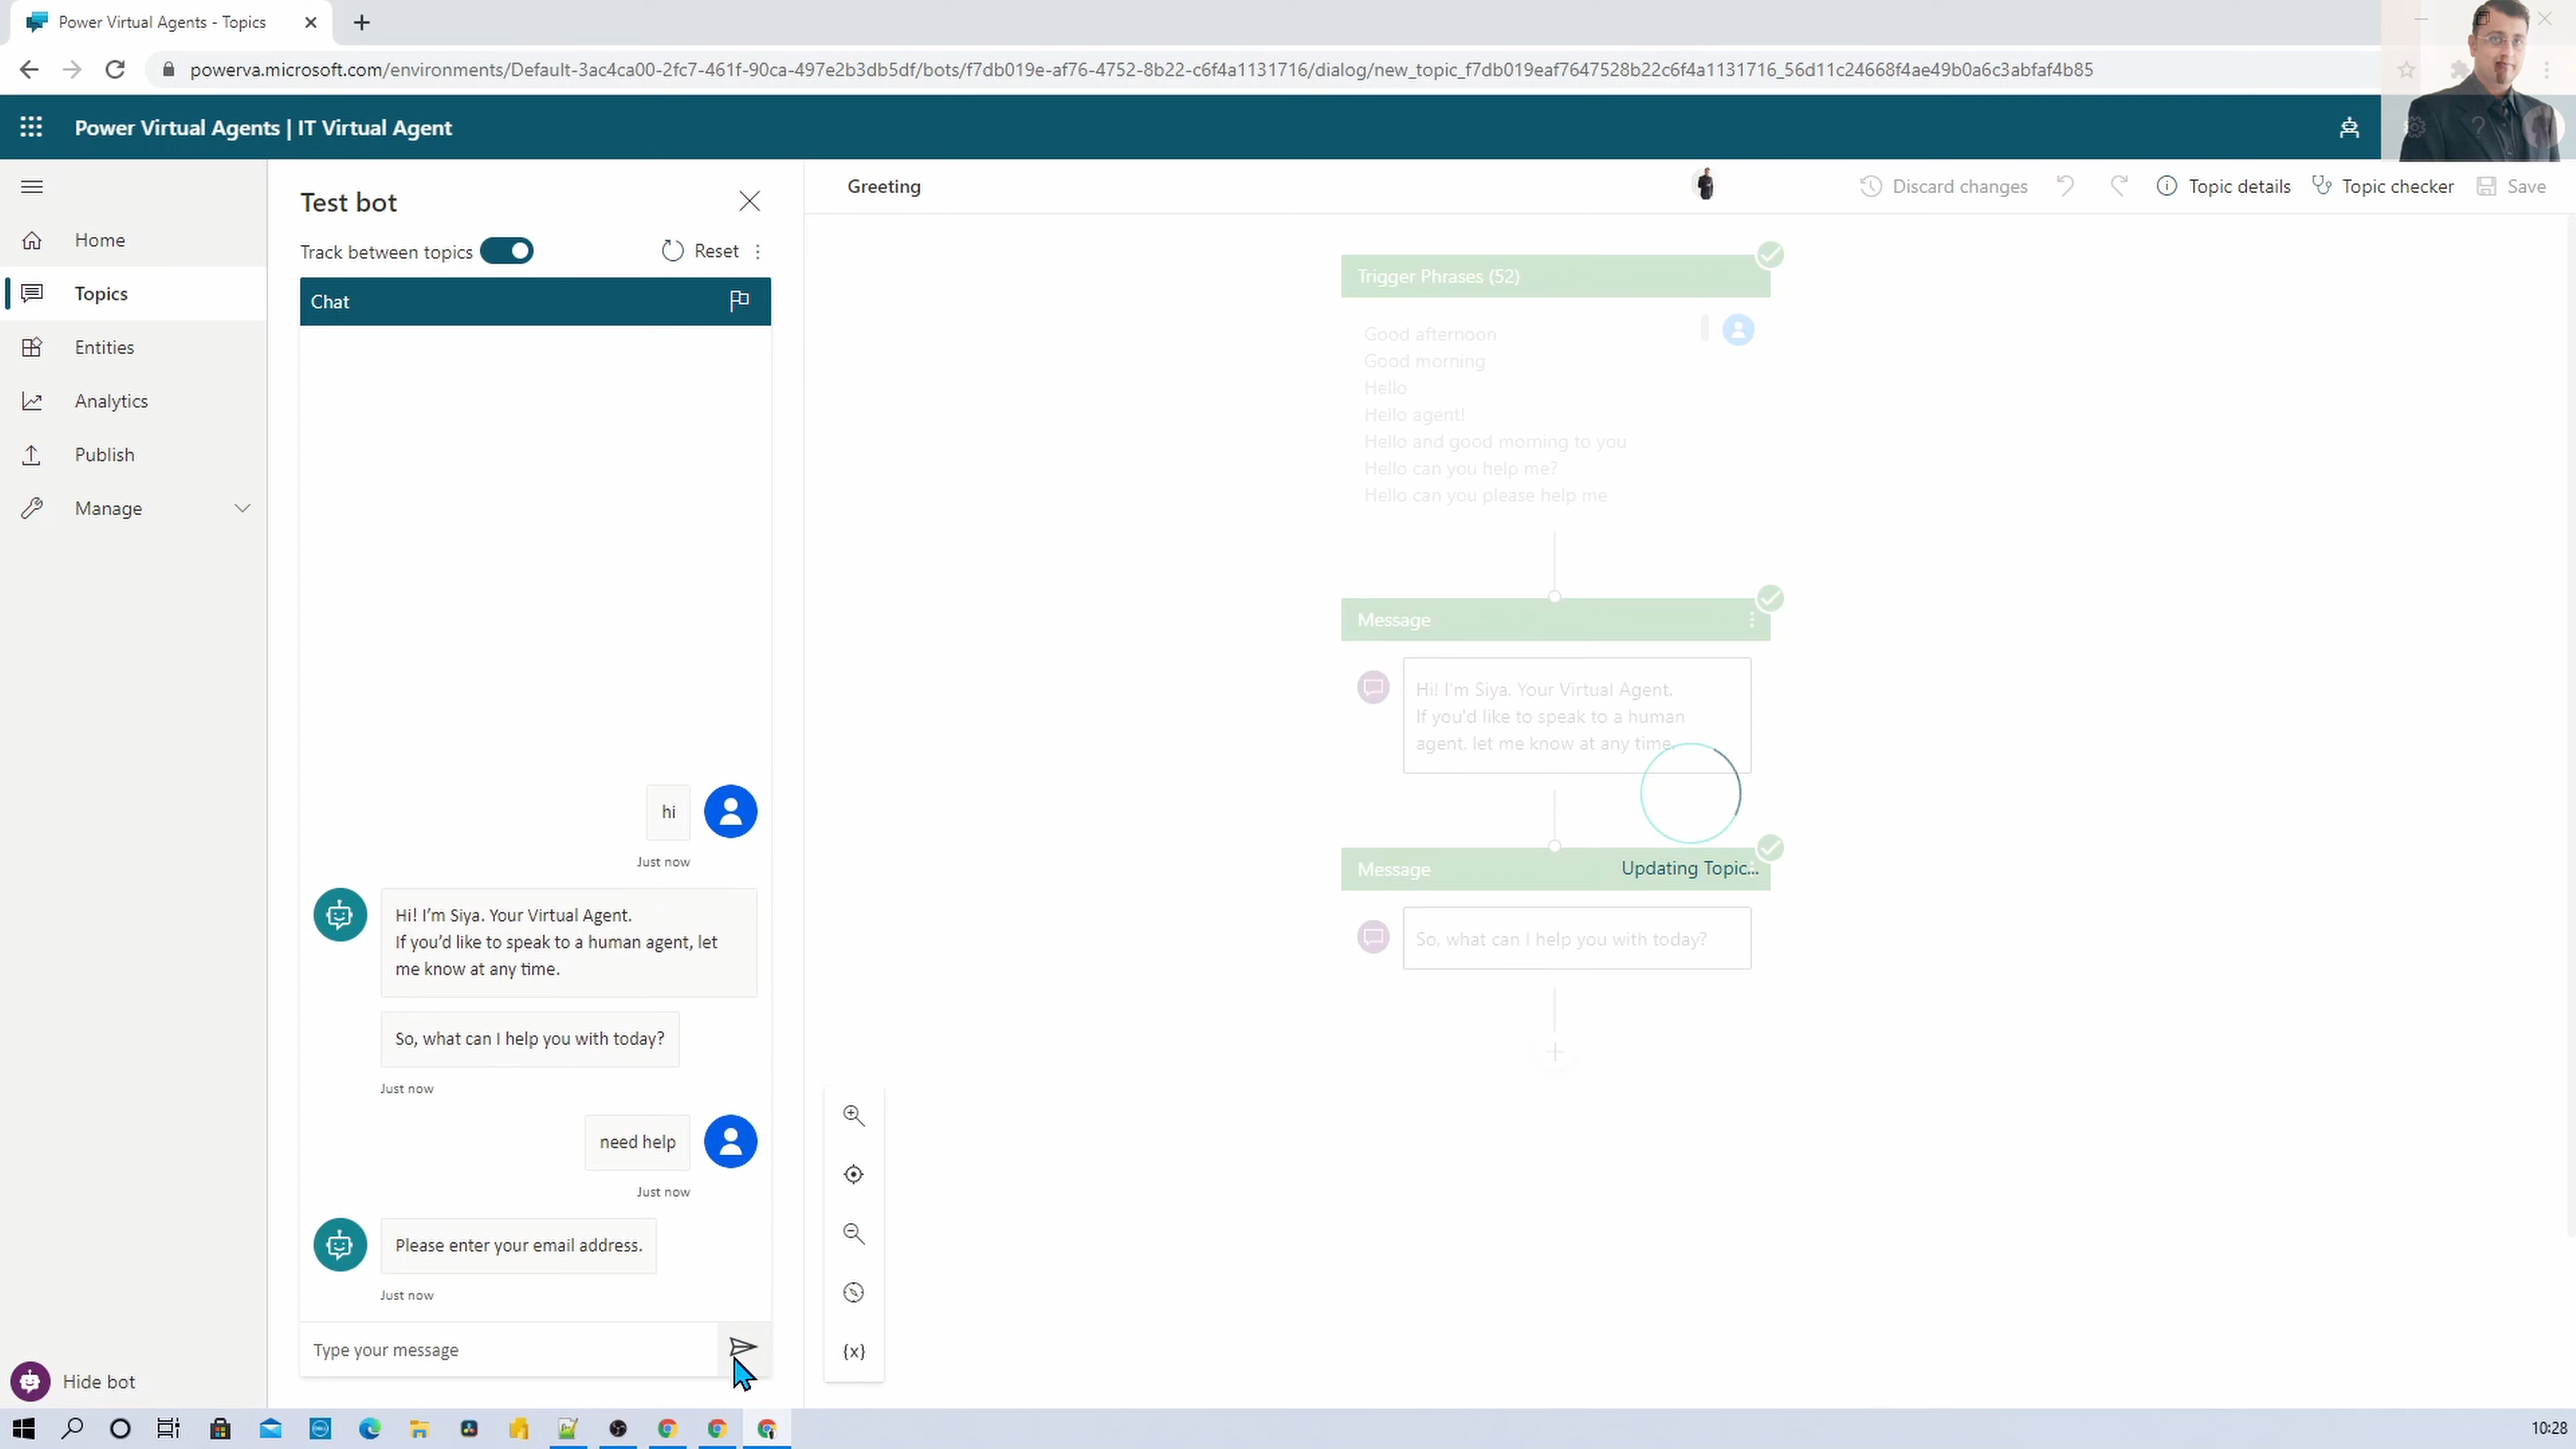 Power Virtual Agents - Topics
powerva.microsoft.com/environments/Default-3ac4ca00-2fc7-461f-90ca-497e2b3db5df/bots/f7db019e-af76-4752-8b22-c6f4a1131716/dialog/new_topic_f7db019eaf7647528b22c6f4a1131716_56d11c24668f4ae49b0a6c3abfaf4b85
Power Virtual Agents | IT Virtual Agent
Home
Topics
Entities
Analytics
Publish
Manage
Hide bot
Test bot
Track between topics
Reset
Chat
hi
Just now
Hi! I'm Siya. Your Virtual Agent.
If you'd like to speak to a human agent, let
me know at any time.
So, what can I help you with today?
Just now
need help
Just now
Please enter your email address.
Just now
Type your message
Greeting
Discard changes
Topic details
Topic checker
Save
Trigger Phrases (52)
Good afternoon
Good morning
Hello
Hello agent!
Hello and good morning to you
Hello can you help me?
Hello can you please help me
Message
Hi! I'm Siya. Your Virtual Agent.
If you'd like to speak to a human
agent, let me know at any time.
Message
Updating Topic...
So, what can I help you with today?
{x}
10:28